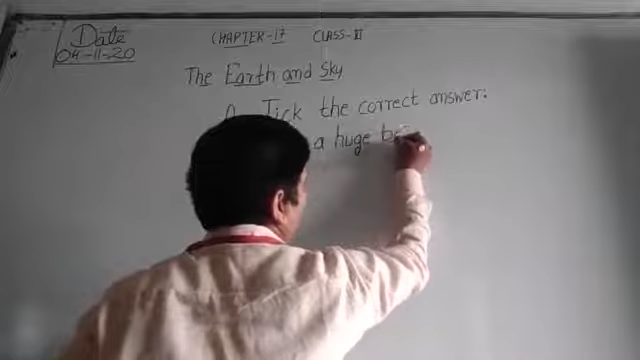 Date
04-11-20
CHAPTER-17 CLASS-II
The Earth and Sky
Tick the correct answer:
a huge